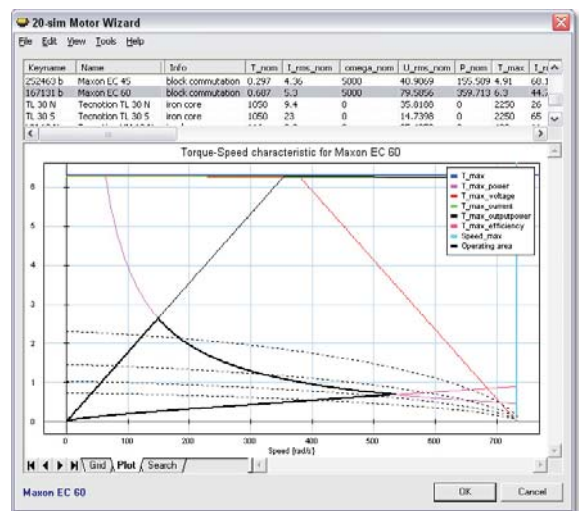 20-sim Motor Wizard
File Edit View Tools Help
Keyname Name Info T_nom I_rms_nom omega_nom U_rms_nom P_nom T_max
252463 b Maxon EC 45 block commutation 0.297 4.36 5000 40.9069 155.509 4.91
167131 b Maxon EC 60 block commutation 0.687 5.3 5000 79.5856 359.713 6.3
TL 30 N Tecnotion TL 30 N iron core 1050 9.4 0 35.8188 0 2250 26
TL 30 S Tecnotion TL 30 S iron core 1050 23 0 14.7398 0 2250 65
Torque-Speed characteristic for Maxon EC 60
T_max
T_max_power
T_max_voltage
T_max_current
T_max_outputpower
T_max_efficiency
Speed_max
Operating area
6
5
4
3
2
1
0
0 100 200 300 400 500 600 700
Speed [rad/s]
Grid Plot Search
Maxon EC 60
OK Cancel